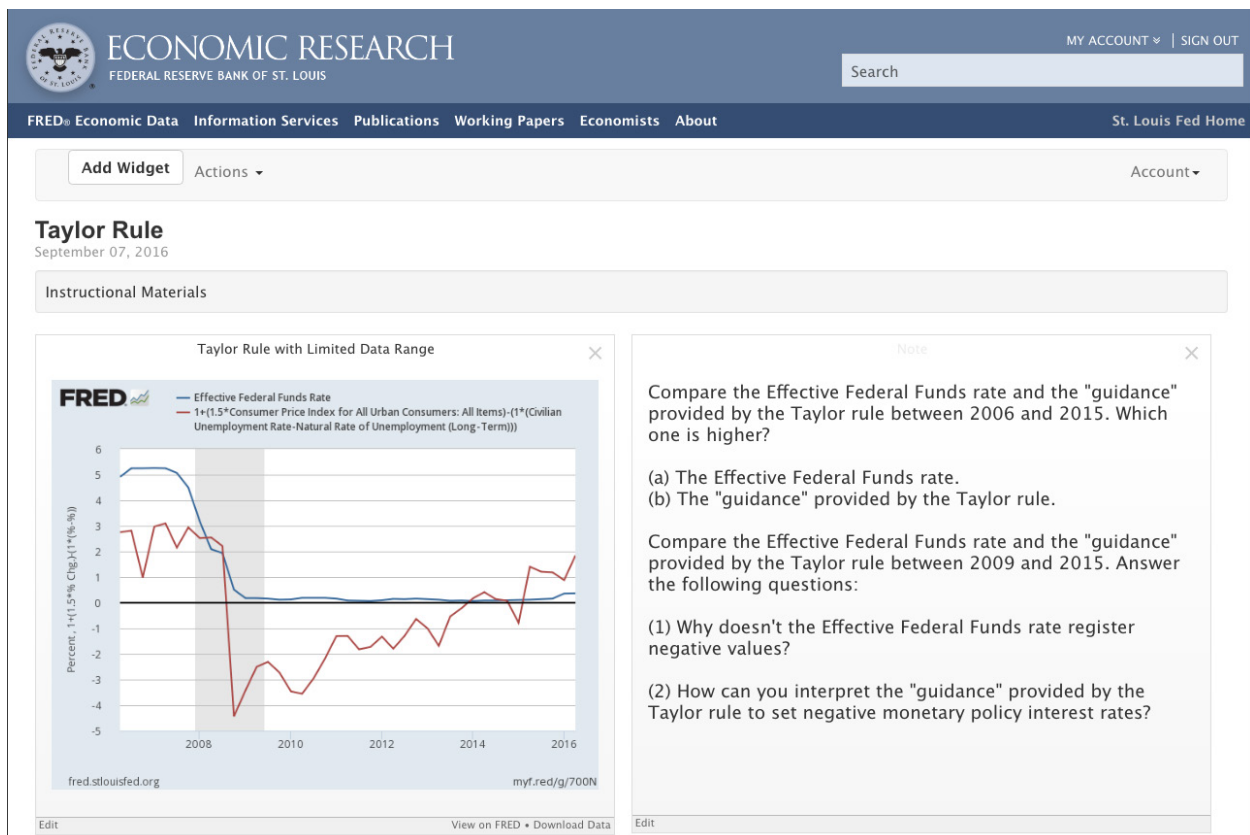 ECONOMIC RESEARCH
FEDERAL RESERVE BANK OF ST. LOUIS
MY ACCOUNT | SIGN OUT
Search
FRED® Economic Data Information Services Publications Working Papers Economists About St. Louis Fed Home
Add Widget Actions Account
Taylor Rule
September 07, 2016
Instructional Materials
Taylor Rule with Limited Data Range
FRED
Effective Federal Funds Rate
1+(1.5*Consumer Price Index for All Urban Consumers: All Items)-(1*(Civilian
Unemployment Rate-Natural Rate of Unemployment (Long-Term)))
Percent , 1+(1.5*% Chg.)-(1*(%-%))
6
5
4
3
2
1
0
-1
-2
-3
-4
-5
2008 2010 2012 2014 2016
fred.stlouisfed.org myf.red/g/700N
Edit View on FRED • Download Data
Note
Compare the Effective Federal Funds rate and the "guidance"
provided by the Taylor rule between 2006 and 2015. Which
one is higher?
(a) The Effective Federal Funds rate.
(b) The "guidance" provided by the Taylor rule.
Compare the Effective Federal Funds rate and the "guidance"
provided by the Taylor rule between 2009 and 2015. Answer
the following questions:
(1) Why doesn't the Effective Federal Funds rate register
negative values?
(2) How can you interpret the "guidance" provided by the
Taylor rule to set negative monetary policy interest rates?
Edit